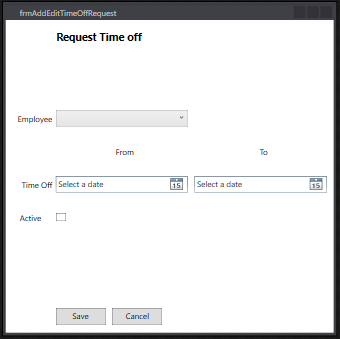 frmAddEditTimeOffRequest
Request Time off
Employee
From To
Time Off Select a date 15 Select a date 15
Active
Save Cancel